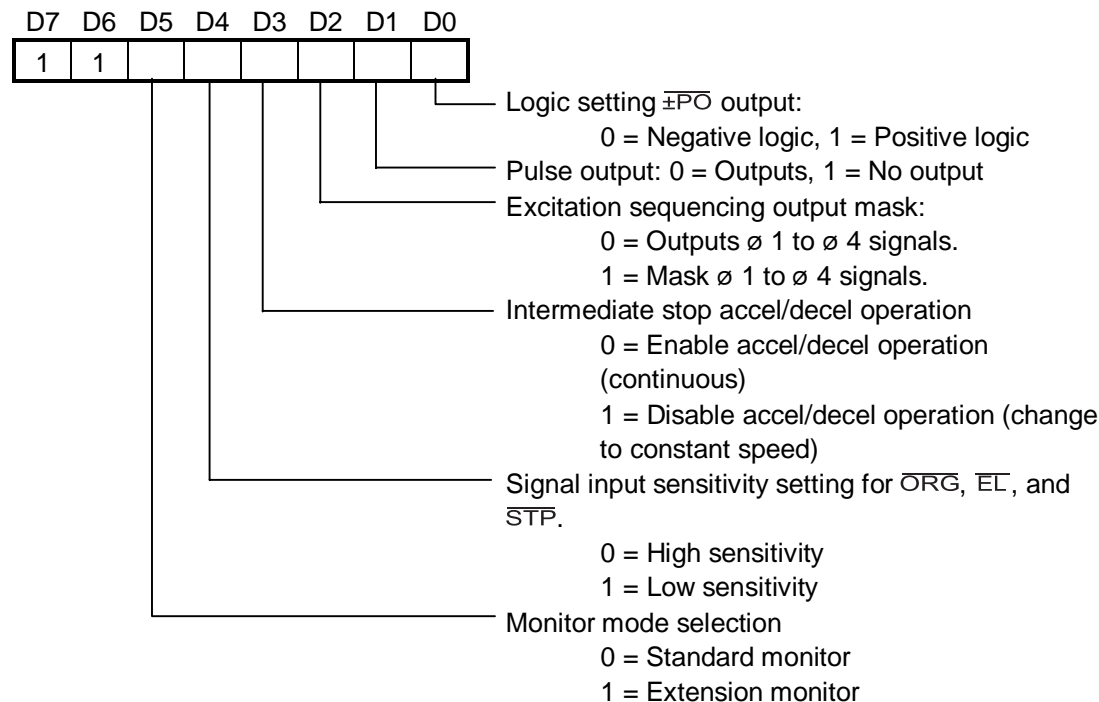 D7 D6 D5 D4 D3 D2 D1 D0
1 1
Logic setting ±PO output:
0 = Negative logic, 1 = Positive logic
Pulse output: 0 = Outputs, 1 = No output
Excitation sequencing output mask:
0 = Outputs ø 1 to ø 4 signals.
1 = Mask ø 1 to ø 4 signals.
Intermediate stop accel/decel operation
0 = Enable accel/decel operation
(continuous)
1 = Disable accel/decel operation (change
to constant speed)
Signal input sensitivity setting for ORG, EL, and
STP.
0 = High sensitivity
1 = Low sensitivity
Monitor mode selection
0 = Standard monitor
1 = Extension monitor